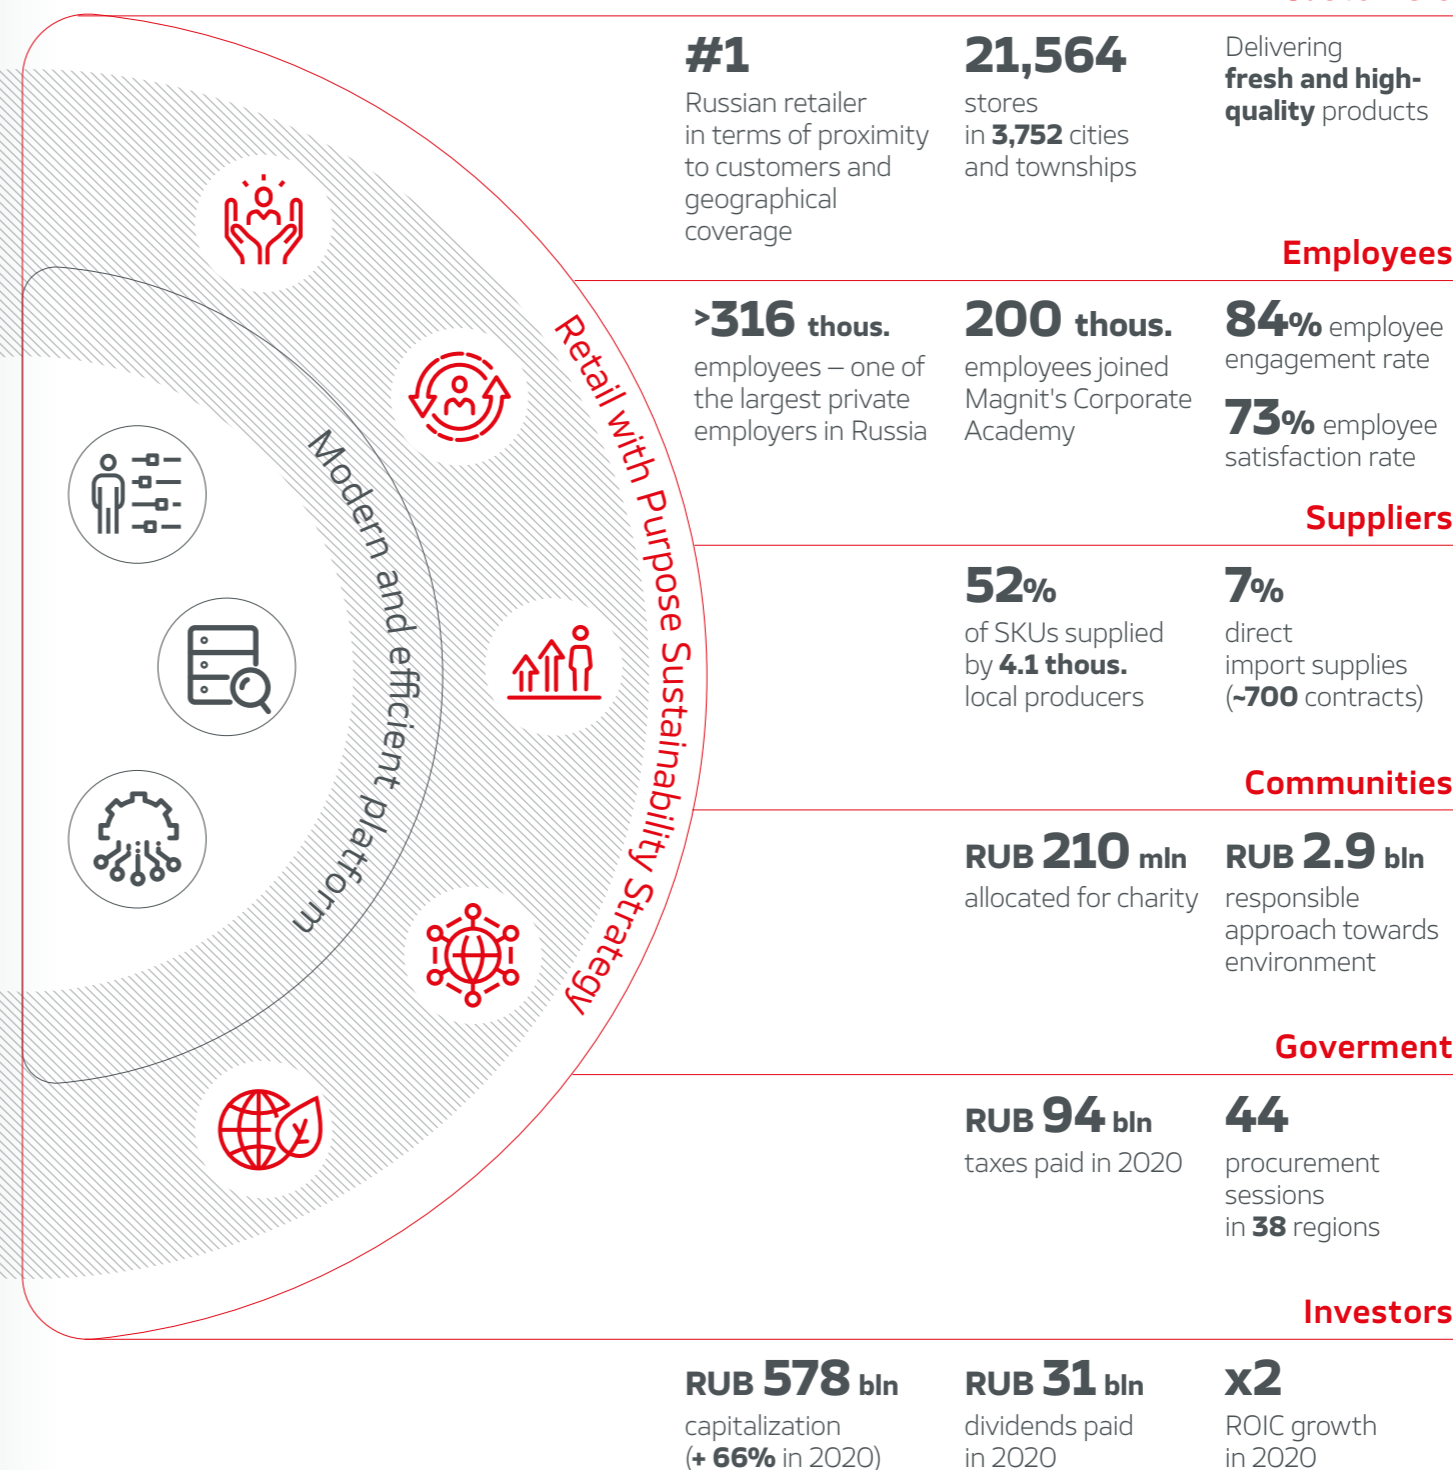 #1
Russian retailer
in terms of proximity
to customers and
geographical
coverage
21,564
stores
in 3,752 cities
and townships
Delivering
fresh and high-
quality products
Employees
>316 thous.
employees – one of
the largest private
employers in Russia
200 thous.
employees joined
Magnit's Corporate
Academy
84% employee
engagement rate
73% employee
satisfaction rate
Suppliers
52%
of SKUs supplied
by 4.1 thous.
local producers
7%
direct
import supplies
(~700 contracts)
Communities
RUB 210 mln
allocated for charity
RUB 2.9 bln
responsible
approach towards
environment
Goverment
RUB 94 bln
taxes paid in 2020
44
procurement
sessions
in 38 regions
Investors
RUB 578 bln
capitalization
(+ 66% in 2020)
RUB 31 bln
dividends paid
in 2020
x2
ROIC growth
in 2020
Modern and efficient platform
Retail with Purpose Sustainability Strategy